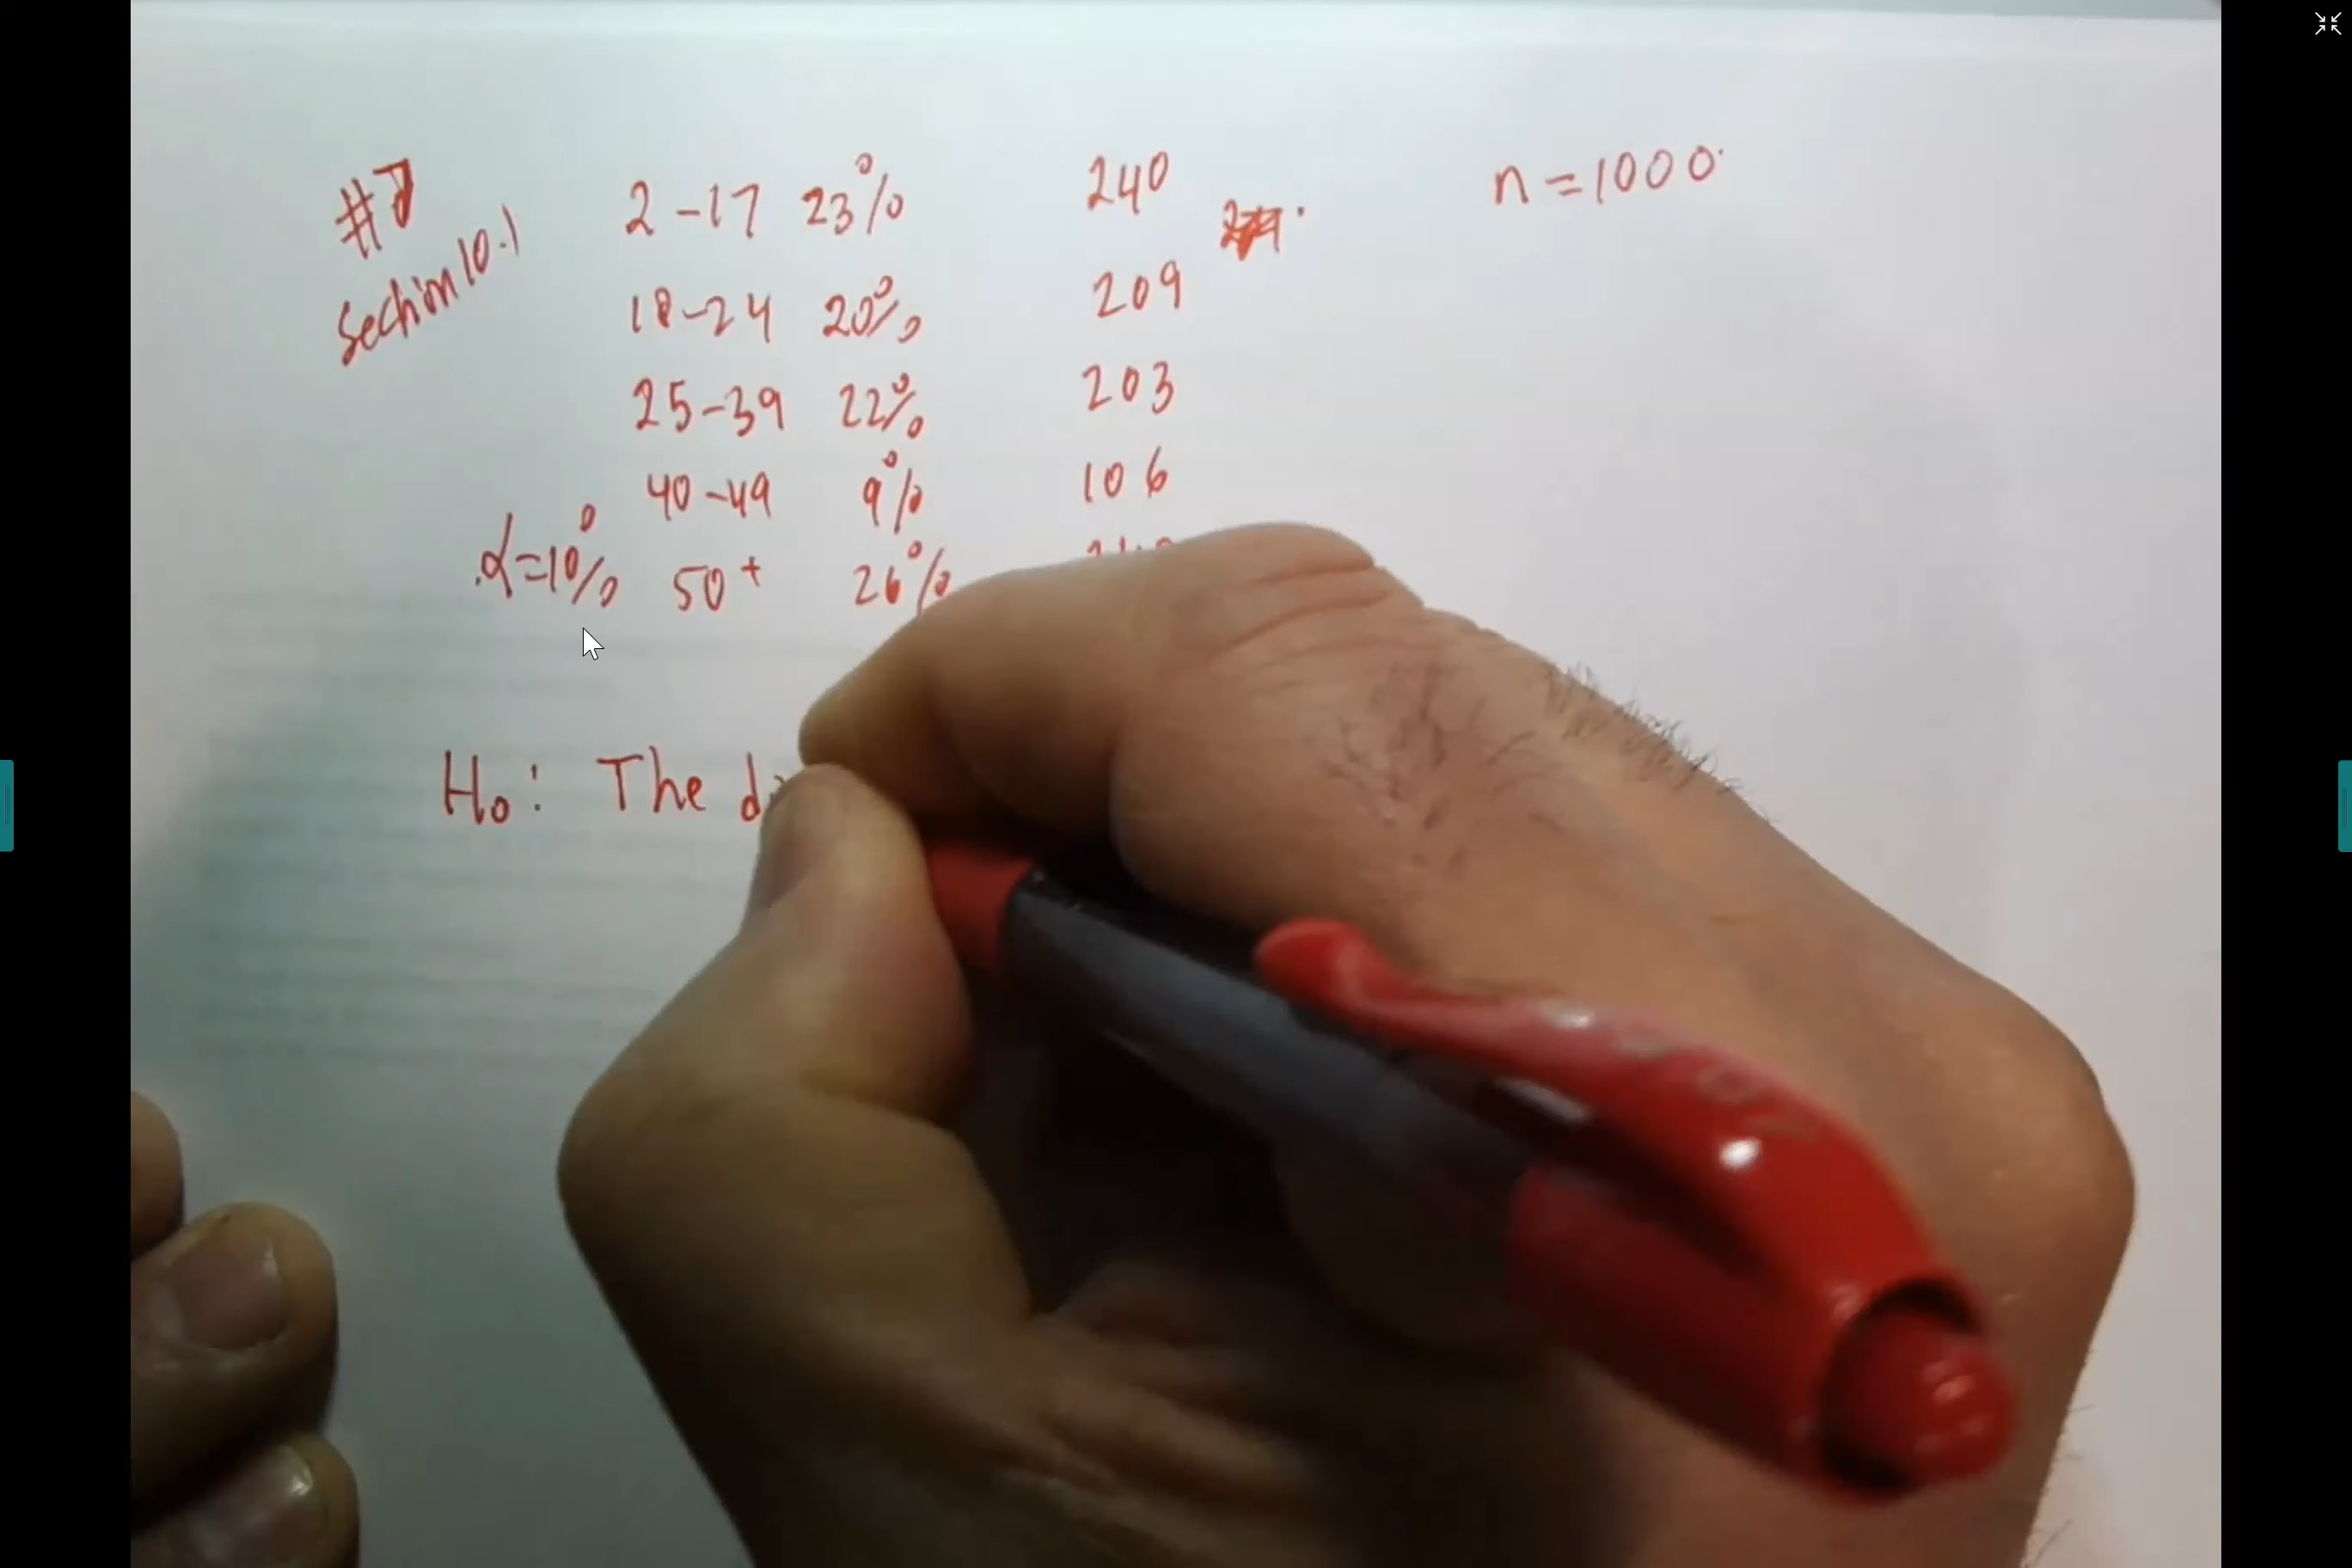 #7
Section 10.1
2-17 23% 240
n=1000
18-24 20% 209
25-39 22% 203
40-49 9% 106
α=10% 50+ 26%
H₀: The